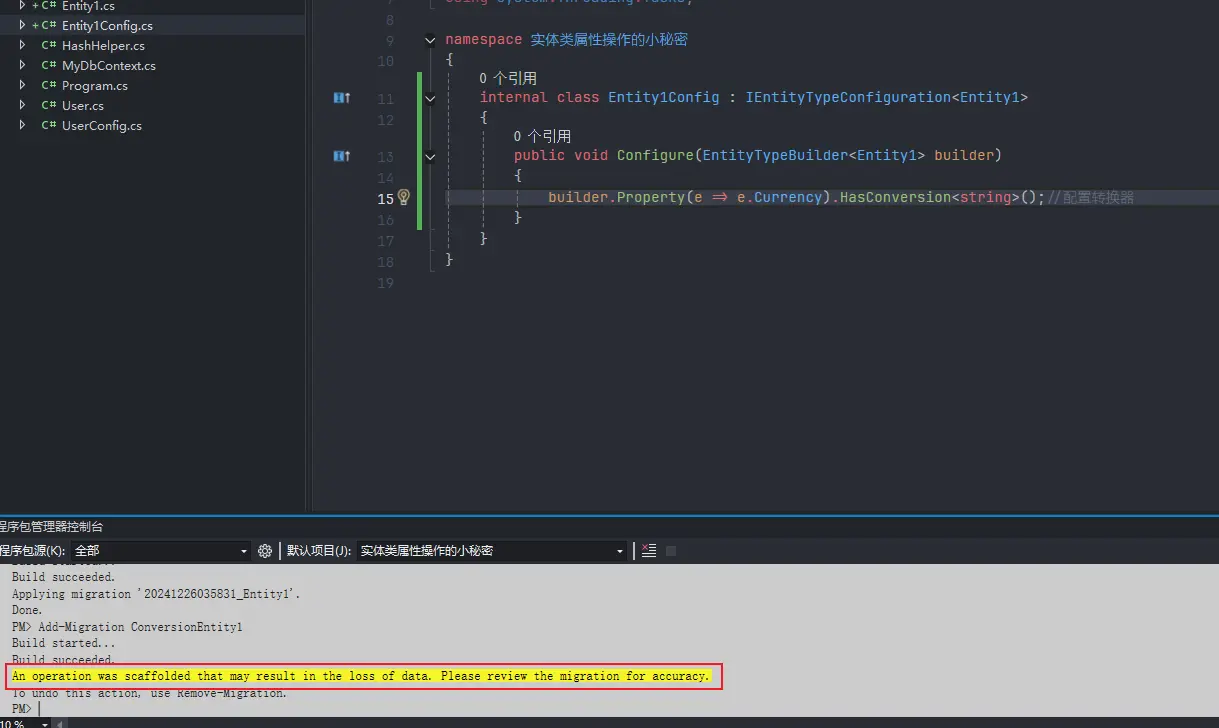 Entity1.cs
Entity1Config.cs
HashHelper.cs
MyDbContext.cs
Program.cs
User.cs
UserConfig.cs
8
9 namespace 实体类属性操作的小秘密
10 {
0 个引用
11 internal class Entity1Config : IEntityTypeConfiguration<Entity1>
12 {
0 个引用
13 public void Configure(EntityTypeBuilder<Entity1> builder)
14 {
15 builder.Property(e => e.Currency).HasConversion<string>();//配置转换器
16 }
17 }
18 }
19
程序包管理器控制台
程序包源(K): 全部 默认项目(J): 实体类属性操作的小秘密
Build succeeded.
Applying migration '20241226035831_Entity1'.
Done.
PM> Add-Migration ConversionEntity1
Build started...
Build succeeded.
An operation was scaffolded that may result in the loss of data. Please review the migration for accuracy.
To undo this action, use Remove-Migration.
PM>